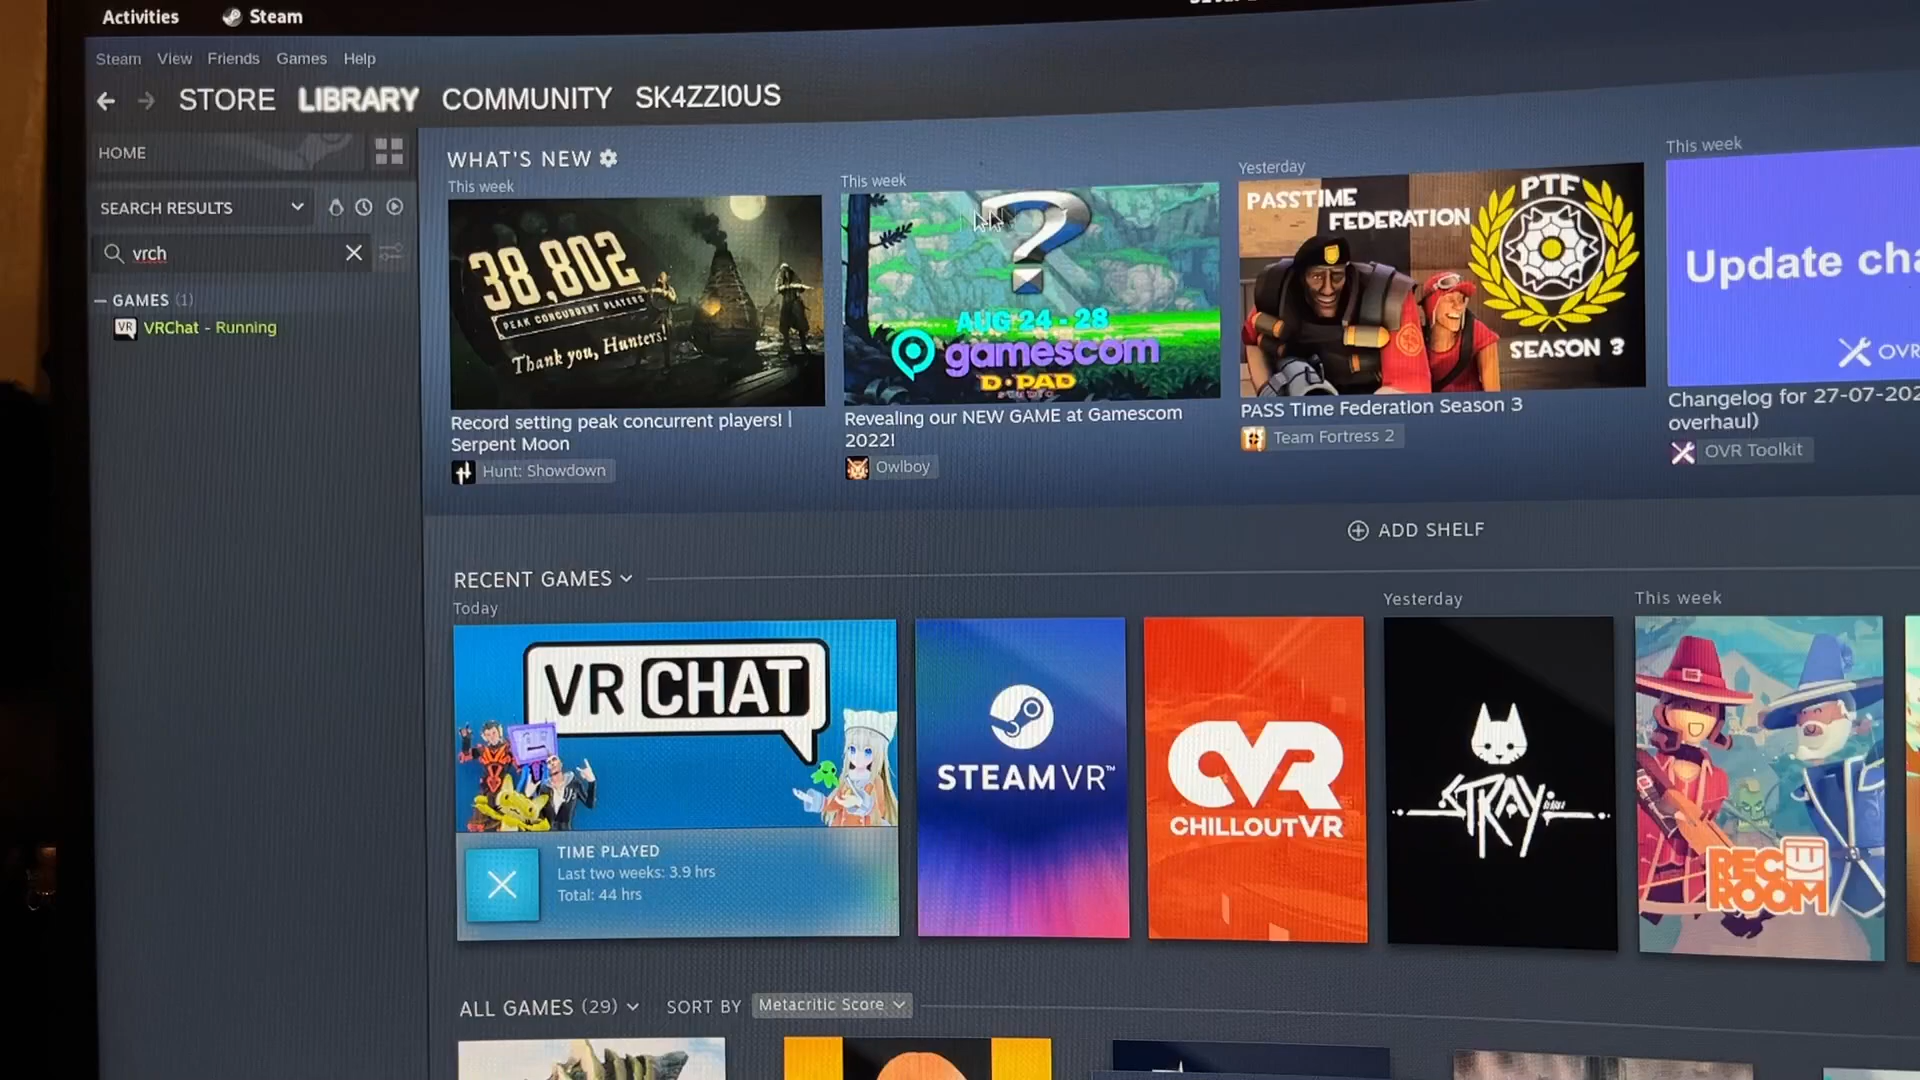 Activities
Steam
Steam View Friends Games Help
STORE LIBRARY COMMUNITY SK4ZZI0US
HOME
SEARCH RESULTS
vrch
GAMES (1)
VR
VRChat - Running
WHAT'S NEW
This week
38,802
PEAK CONCURRENT PLAYERS
Thank you, Hunters!
Record setting peak concurrent players! |
Serpent Moon
Hunt: Showdown
This week
?
AUG 24 - 28
gamescom
D·PAD
Revealing our NEW GAME at Gamescom
2022!
Owlboy
Yesterday
PASSTIME
FEDERATION
PTF
SEASON 3
PASS Time Federation Season 3
Team Fortress 2
This week
Update cha
OVR
Changelog for 27-07-202
overhaul)
OVR Toolkit
ADD SHELF
RECENT GAMES
Today
VR CHAT
TIME PLAYED
Last two weeks: 3.9 hrs
Total: 44 hrs
STEAMVR™
CVR
CHILLOUTVR
Yesterday
STRAY
This week
REC
ROOM
ALL GAMES (29)
SORT BY
Metacritic Score